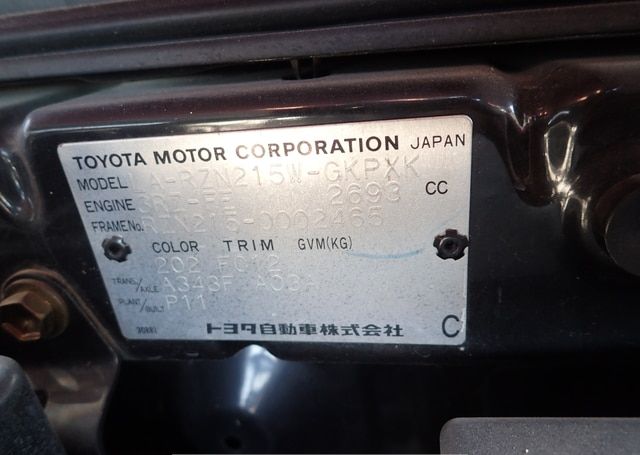 TOYOTA MOTOR CORPORATION JAPAN
MODEL LA-RZN215W-GKPXK
ENGINE 3RZ-FE 2693 CC
FRAME No. RZN215-0002465
COLOR TRIM GVM(KG)
202 FC12
TRANS/AXLE A343F A03A
PLANT/BUILT P11
トヨタ自動車株式会社 C